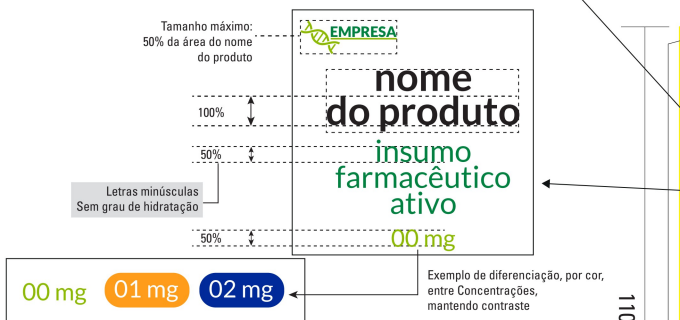 Tamanho máximo:
50% da área do nome
do produto
EMPRESA
nome
do produto
100%
insumo
farmacêutico
ativo
50%
Letras minúsculas
Sem grau de hidratação
50%
00 mg
00 mg
01 mg
02 mg
Exemplo de diferenciação, por cor,
entre Concentrações,
mantendo contraste
110